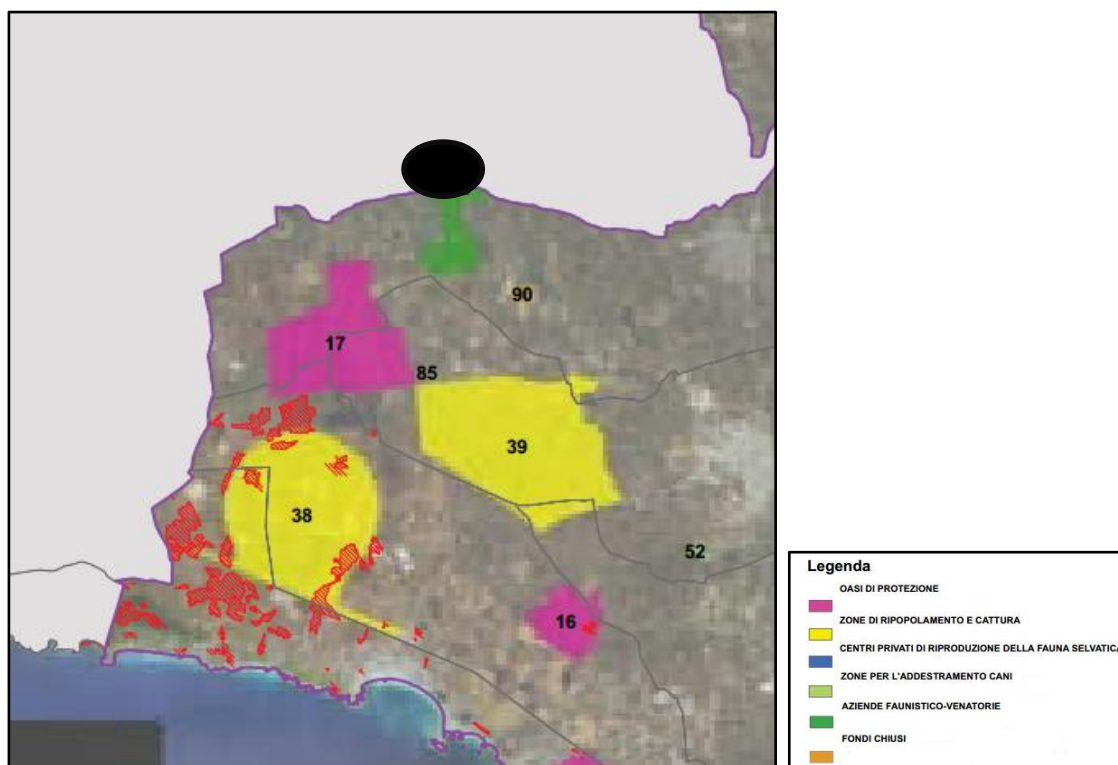 90
17
85
39
38
52
16
Legenda
OASI DI PROTEZIONE
ZONE DI RIPOPOLAMENTO E CATTURA
CENTRI PRIVATI DI RIPRODUZIONE DELLA FAUNA SELVATICA
ZONE PER L'ADDESTRAMENTO CANI
AZIENDE FAUNISTICO-VENATORIE
FONDI CHIUSI